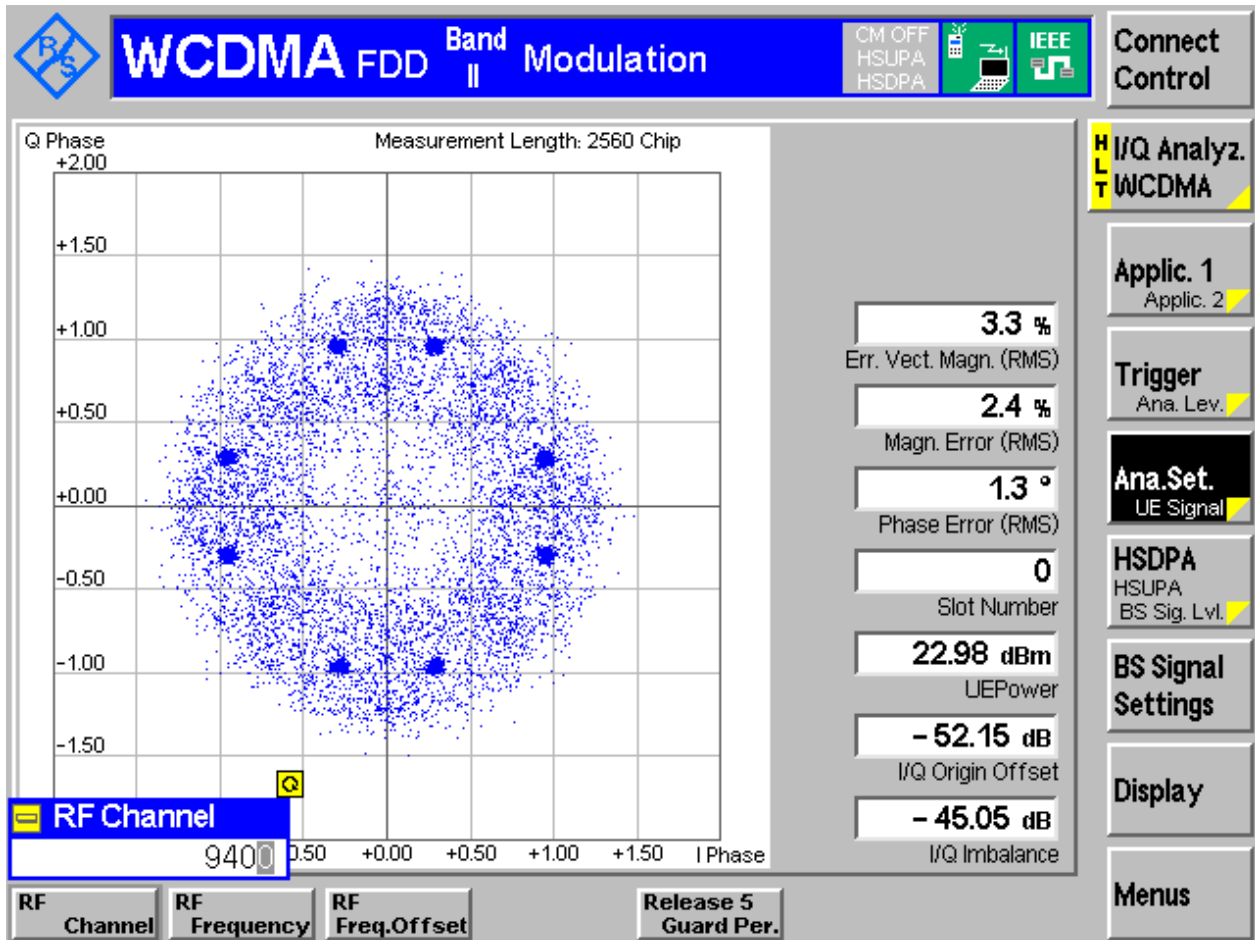 R/S
WCDMA FDD Band II Modulation
CM OFF
HSUPA
HSDPA
IEEE
Connect
Control
Q Phase
Measurement Length: 2560 Chip
+2.00
+1.50
+1.00
+0.50
+0.00
-0.50
-1.00
-1.50
Q
RF Channel
9400
0.50 +0.00 +0.50 +1.00 +1.50 I Phase
3.3 %
Err. Vect. Magn. (RMS)
2.4 %
Magn. Error (RMS)
1.3 °
Phase Error (RMS)
0
Slot Number
22.98 dBm
UEPower
-52.15 dB
I/Q Origin Offset
-45.05 dB
I/Q Imbalance
HLT
I/Q Analyz.
WCDMA
Applic. 1
Applic. 2
Trigger
Ana. Lev.
Ana.Set.
UE Signal
HSDPA
HSUPA
BS Sig. Lvl.
BS Signal
Settings
Display
Menus
RF
Channel
RF
Frequency
RF
Freq.Offset
Release 5
Guard Per.